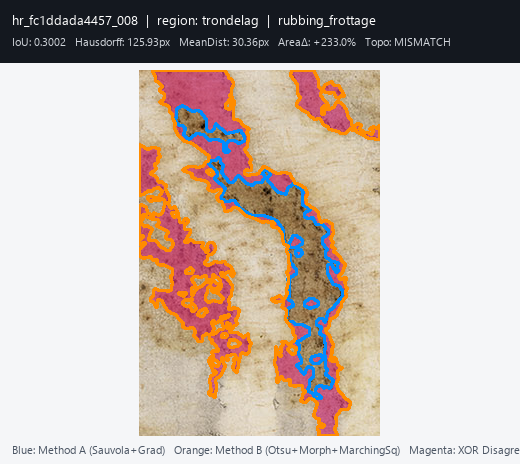 hr_fc1ddada4457_008 | region: trondelag | rubbing_frottage
IoU: 0.3002 Hausdorff: 125.93px MeanDist: 30.36px AreaΔ: +233.0% Topo: MISMATCH
Blue: Method A (Sauvola+Grad) Orange: Method B (Otsu+Morph+MarchingSq) Magenta: XOR Disagre